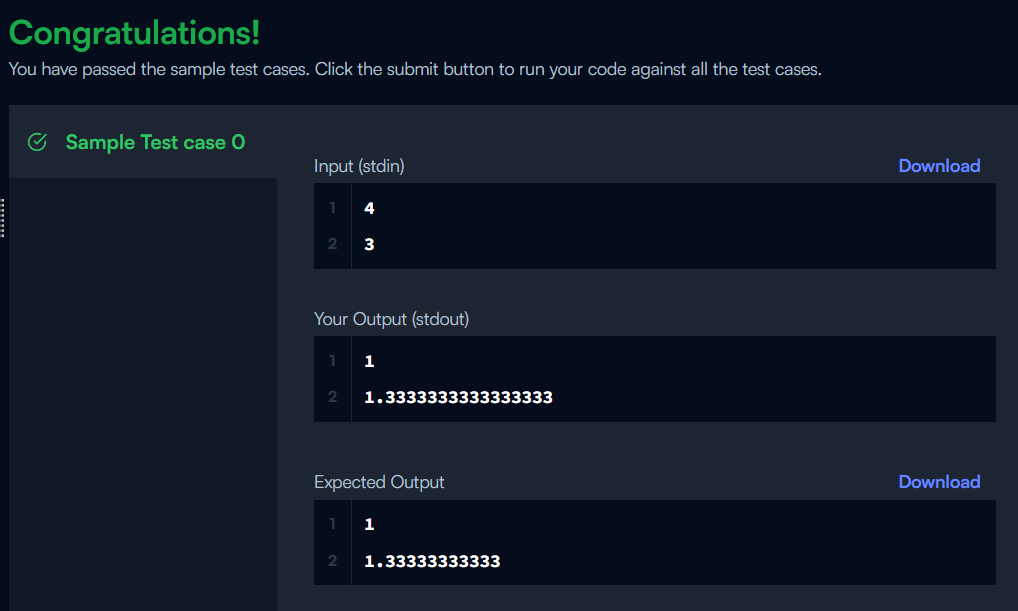 Congratulations!
You have passed the sample test cases. Click the submit button to run your code against all the test cases.
Sample Test case 0
Input (stdin)
Download
1 4
2 3
Your Output (stdout)
1 1
2 1.3333333333333333
Expected Output
Download
1 1
2 1.33333333333